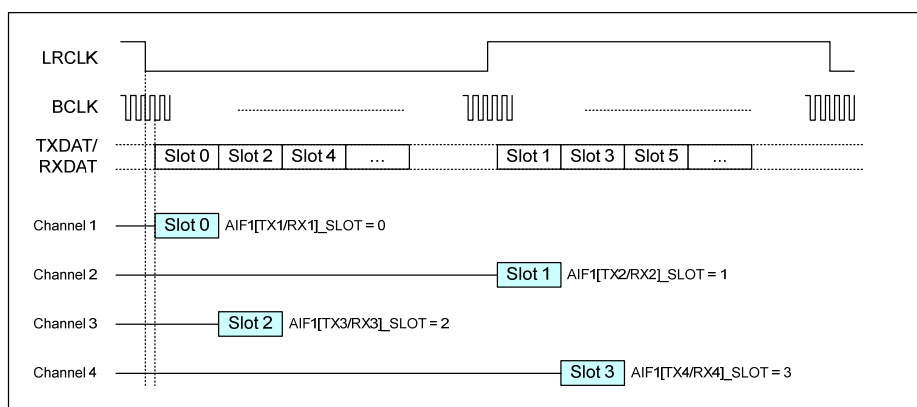 LRCLK
BCLK
TXDAT/
RXDAT
Slot 0 Slot 2 Slot 4 ... Slot 1 Slot 3 Slot 5 ...
Channel 1 Slot 0 AIF1[TX1/RX1]_SLOT = 0
Channel 2 Slot 1 AIF1[TX2/RX2]_SLOT = 1
Channel 3 Slot 2 AIF1[TX3/RX3]_SLOT = 2
Channel 4 Slot 3 AIF1[TX4/RX4]_SLOT = 3